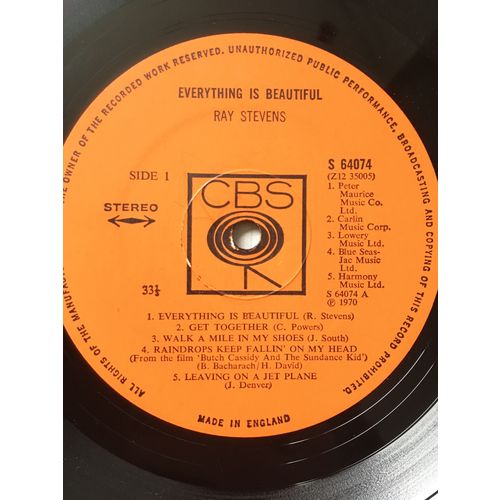 THE OWNER OF THE RECORDED WORK RESERVED. UNAUTHORIZED PUBLIC PERFORMANCE, BROADCASTING AND COPYING OF THIS RECORD PROHIBITED.
ALL RIGHTS OF THE MANUFA
EVERYTHING IS BEAUTIFUL
RAY STEVENS
SIDE 1
STEREO
33⅓
CBS
S 64074
(Z12 35005)
1. Peter
Maurice
Music Co.
Ltd.
2. Carlin
Music Corp.
3. Lowery
Music Ltd.
4. Blue Seas-
Jac Music
Ltd.
5. Harmony
Music Ltd.
S 64074 A
℗ 1970
1. EVERYTHING IS BEAUTIFUL (R. Stevens)
2. GET TOGETHER (C. Powers)
3. WALK A MILE IN MY SHOES (J. South)
4. RAINDROPS KEEP FALLIN' ON MY HEAD
(From the film 'Butch Cassidy And The Sundance Kid')
(B. Bacharach/H. David)
5. LEAVING ON A JET PLANE
(J. Denver)
MADE IN ENGLAND